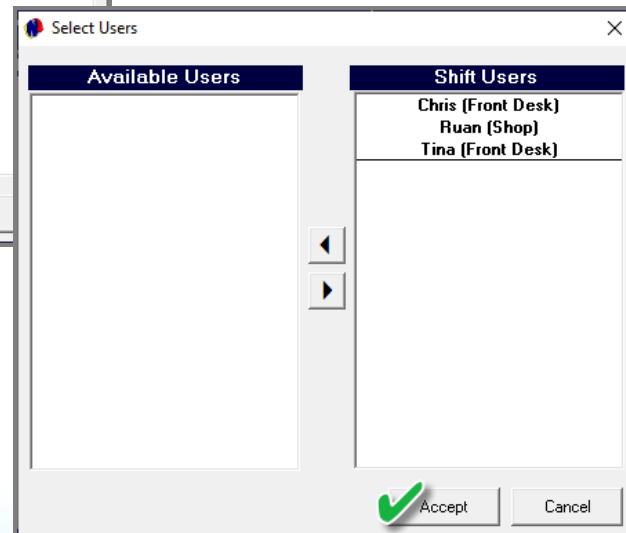 Select Users
Available Users
Shift Users
Chris (Front Desk)
Ruan (Shop)
Tina (Front Desk)
Accept
Cancel